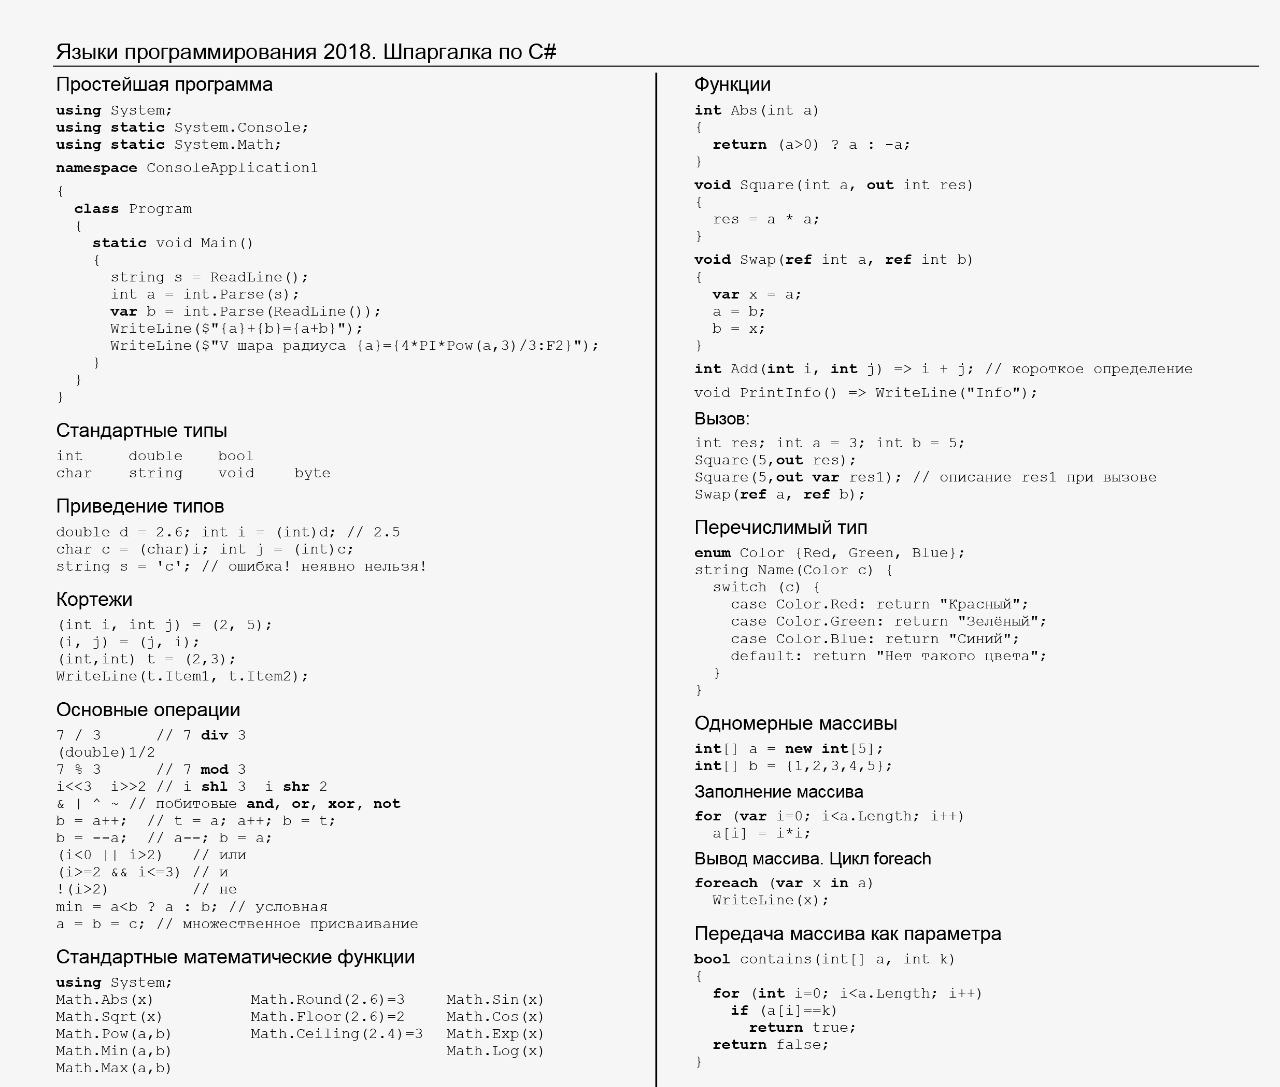 Языки программирования 2018. Шпаргалка по C#
Простейшая программа
using System;
using static System.Console;
using static System.Math;
namespace ConsoleApplication1
{
  class Program
  {
    static void Main()
    {
      string s = ReadLine();
      int a = int.Parse(s);
      var b = int.Parse(ReadLine());
      WriteLine($"{a}+{b}={a+b}");
      WriteLine($"V шара радиуса {a}={4*PI*Pow(a,3)/3:F2}");
    }
  }
}
Стандартные типы
int     double    bool
char    string    void    byte
Приведение типов
double d = 2.6; int i = (int)d; // 2.5
char c = (char)i; int j = (int)c;
string s = 'c'; // ошибка! неявно нельзя!
Кортежи
(int i, int j) = (2, 5);
(i, j) = (j, i);
(int,int) t = (2,3);
WriteLine(t.Item1, t.Item2);
Основные операции
7 / 3      // 7 div 3
(double)1/2
7 % 3      // 7 mod 3
i<<3  i>>2 // i shl 3  i shr 2
& | ^ ~ // побитовые and, or, xor, not
b = a++;  // t = a; a++; b = t;
b = --a;  // a--; b = a;
(i<0 || i>2)   // или
(i>=2 && i<=3) // и
!(i>2)         // не
min = a<b ? a : b; // условная
a = b = c; // множественное присваивание
Стандартные математические функции
using System;
Math.Abs(x)    Math.Round(2.6)=3    Math.Sin(x)
Math.Sqrt(x)    Math.Floor(2.6)=2    Math.Cos(x)
Math.Pow(a,b)    Math.Ceiling(2.4)=3    Math.Exp(x)
Math.Min(a,b)    Math.Log(x)
Math.Max(a,b)
Функции
int Abs(int a)
{
  return (a>0) ? a : -a;
}
void Square(int a, out int res)
{
  res = a * a;
}
void Swap(ref int a, ref int b)
{
  var x = a;
  a = b;
  b = x;
}
int Add(int i, int j) => i + j; // короткое определение
void PrintInfo() => WriteLine("Info");
Вызов:
int res; int a = 3; int b = 5;
Square(5,out res);
Square(5,out var res1); // описание res1 при вызове
Swap(ref a, ref b);
Перечислимый тип
enum Color {Red, Green, Blue};
string Name(Color c) {
  switch (c) {
    case Color.Red: return "Красный";
    case Color.Green: return "Зелёный";
    case Color.Blue: return "Синий";
    default: return "Нет такого цвета";
  }
}
Одномерные массивы
int[] a = new int[5];
int[] b = {1,2,3,4,5};
Заполнение массива
for (var i=0; i<a.Length; i++)
  a[i] = i*i;
Вывод массива. Цикл foreach
foreach (var x in a)
  WriteLine(x);
Передача массива как параметра
bool contains(int[] a, int k)
{
  for (int i=0; i<a.Length; i++)
    if (a[i]==k)
      return true;
  return false;
}